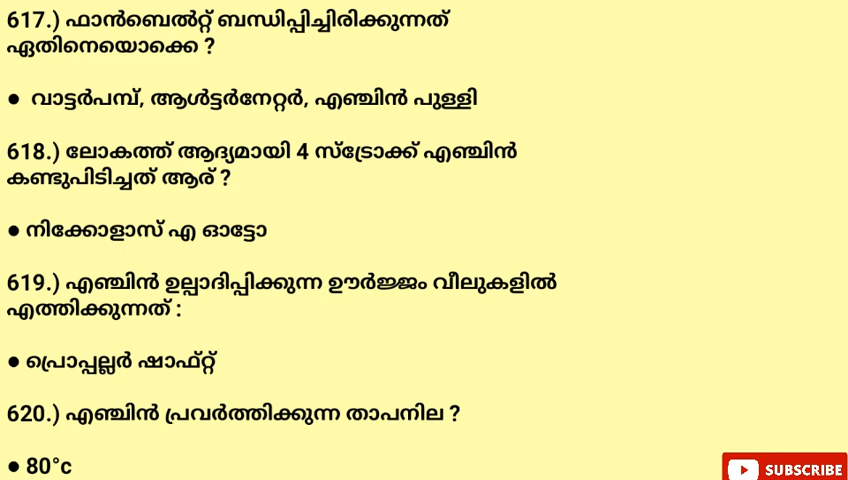 617.) ഫാൻബെൽറ്റ് ബന്ധിപ്പിച്ചിരിക്കുന്നത്
ഏതിനെയൊക്കെ ?
● വാട്ടർപമ്പ്, ആൾട്ടർനേറ്റർ, എഞ്ചിൻ പുള്ളി
618.) ലോകത്ത് ആദ്യമായി 4 സ്ട്രോക്ക് എഞ്ചിൻ
കണ്ടുപിടിച്ചത് ആര് ?
● നിക്കോളാസ് എ ഓട്ടോ
619.) എഞ്ചിൻ ഉല്പാദിപ്പിക്കുന്ന ഊർജ്ജം വീലുകളിൽ
എത്തിക്കുന്നത് :
● പ്രൊപ്പല്ലർ ഷാഫ്റ്റ്
620.) എഞ്ചിൻ പ്രവർത്തിക്കുന്ന താപനില ?
● 80°c
SUBSCRIBE